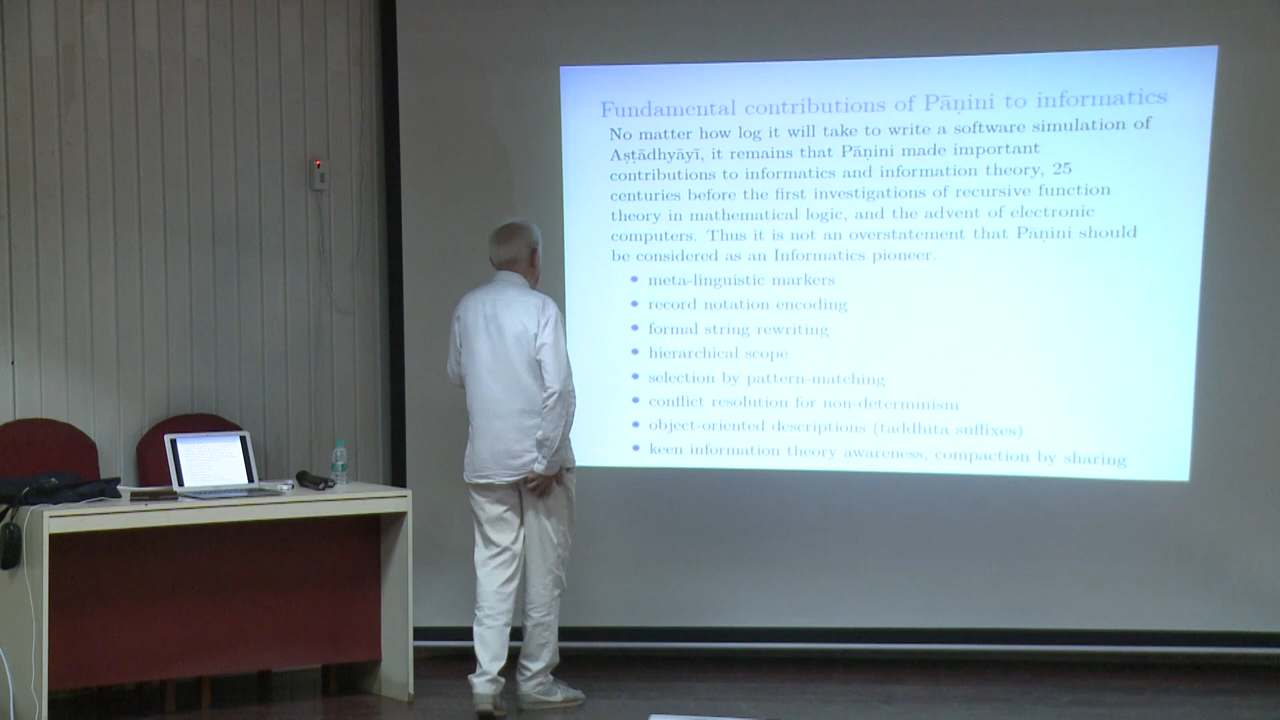 Fundamental contributions of Pāṇini to informatics
No matter how log it will take to write a software simulation of
Aṣṭādhyāyī, it remains that Pāṇini made important
contributions to informatics and information theory, 25
centuries before the first investigations of recursive function
theory in mathematical logic, and the advent of electronic
computers. Thus it is not an overstatement that Paṇini should
be considered as an Informatics pioneer.
• meta-linguistic markers
• record notation encoding
• formal string rewriting
• hierarchical scope
• selection by pattern-matching
• conflict resolution for non-determinism
• object-oriented descriptions (taddhita suffixes)
• keen information theory awareness, compaction by sharing